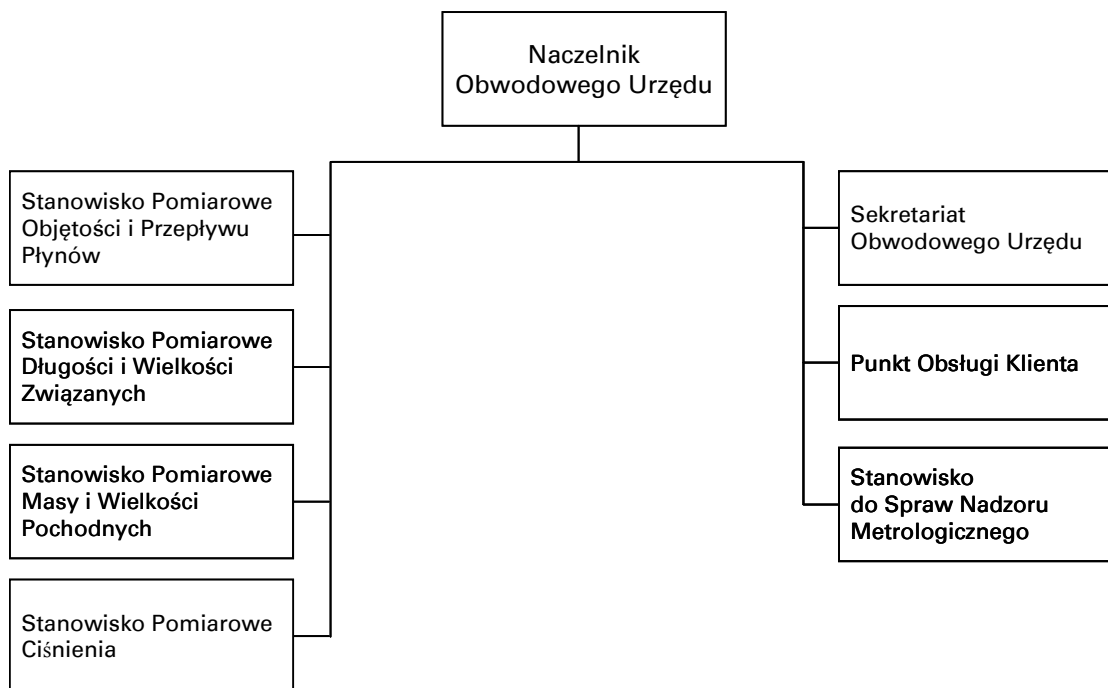 Naczelnik
Obwodowego Urzędu
Stanowisko Pomiarowe
Objętości i Przepływu
Płynów
Stanowisko Pomiarowe
Długości i Wielkości
Związanych
Stanowisko Pomiarowe
Masy i Wielkości
Pochodnych
Stanowisko Pomiarowe
Ciśnienia
Sekretariat
Obwodowego Urzędu
Punkt Obsługi Klienta
Stanowisko
do Spraw Nadzoru
Metrologicznego